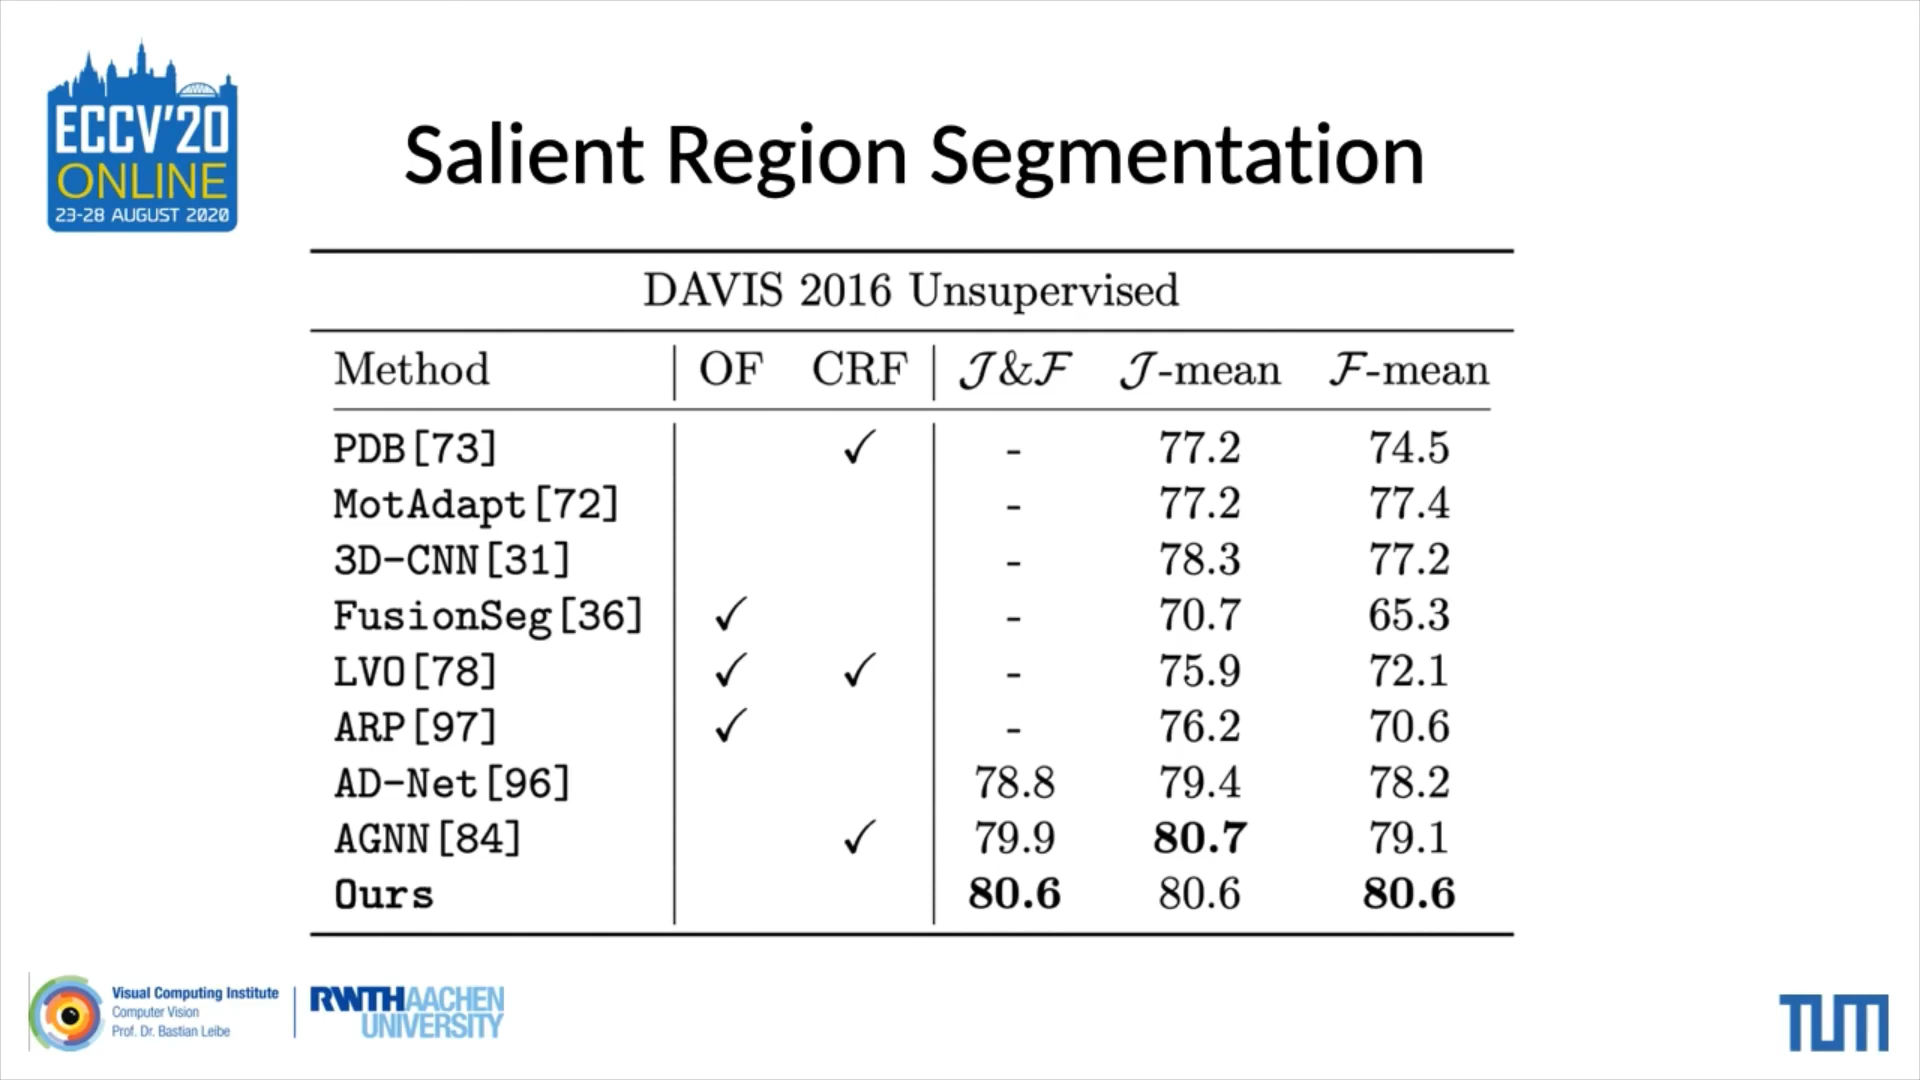 ECCV'20
ONLINE
23-28 AUGUST 2020
Salient Region Segmentation
DAVIS 2016 Unsupervised
Method OF CRF 𝒥&ℱ 𝒥-mean ℱ-mean
PDB[73] ✓ - 77.2 74.5
MotAdapt[72] - 77.2 77.4
3D-CNN[31] - 78.3 77.2
FusionSeg[36] ✓ - 70.7 65.3
LVO[78] ✓ ✓ - 75.9 72.1
ARP[97] ✓ - 76.2 70.6
AD-Net[96] 78.8 79.4 78.2
AGNN[84] ✓ 79.9 80.7 79.1
Ours 80.6 80.6 80.6
Visual Computing Institute
Computer Vision
Prof. Dr. Bastian Leibe
RWTHAACHEN
UNIVERSITY
TUM